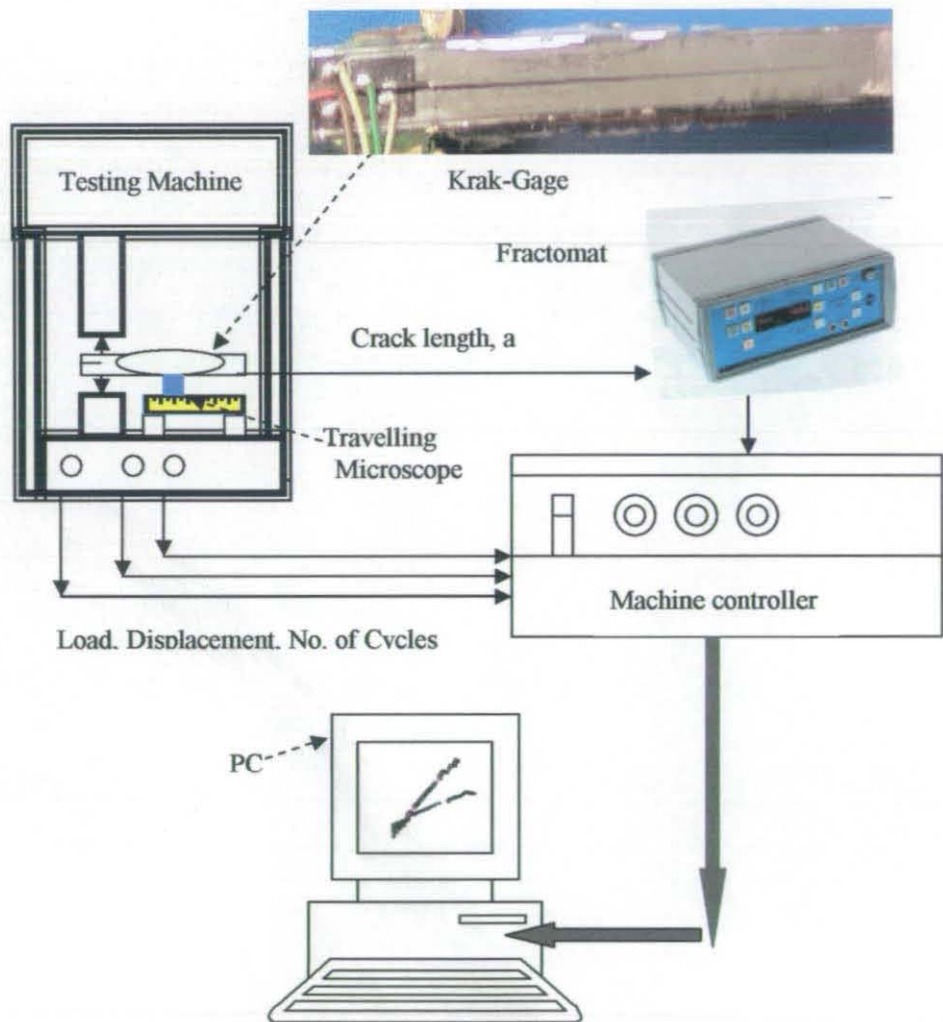 Testing Machine
Krak-Gage
Fractomat
Crack length, a
Travelling
Microscope
Machine controller
Load, Displacement, No. of Cycles
PC